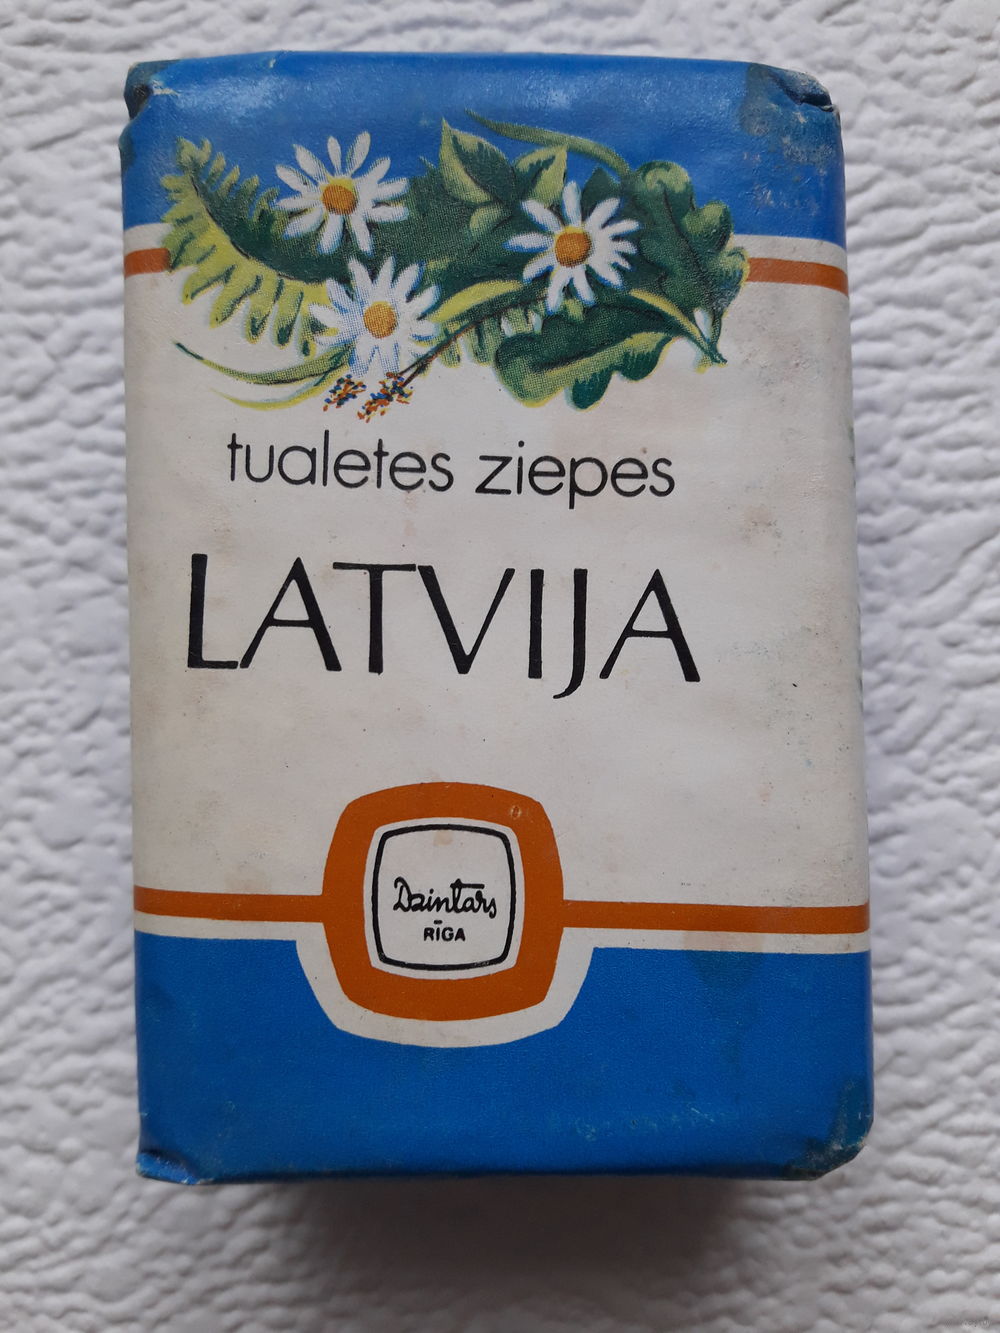 tualetes ziepes
LATVIJA
Dzintars
RĪGA